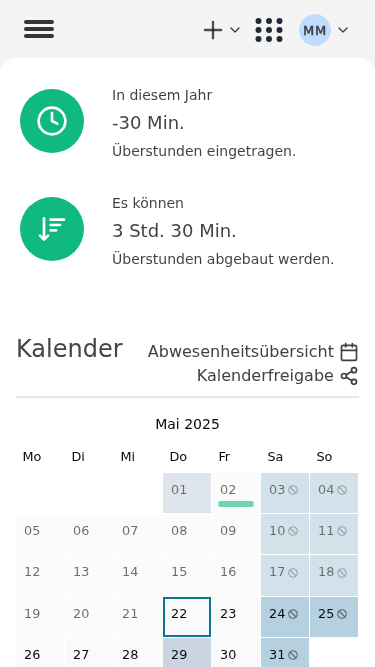 MM
In diesem Jahr
-30 Min.
Überstunden eingetragen.
Es können
3 Std. 30 Min.
Überstunden abgebaut werden.
Kalender
Abwesenheitsübersicht
Kalenderfreigabe
Mai 2025
Mo Di Mi Do Fr Sa So
01 02 03 04
05 06 07 08 09 10 11
12 13 14 15 16 17 18
19 20 21 22 23 24 25
26 27 28 29 30 31